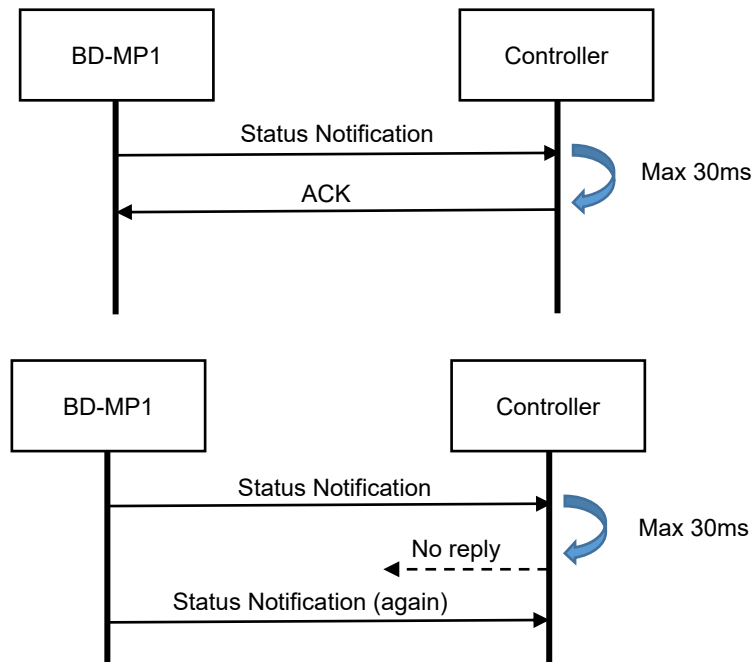 BD-MP1
Controller
Status Notification
Max 30ms
ACK
BD-MP1
Controller
Status Notification
Max 30ms
No reply
Status Notification (again)